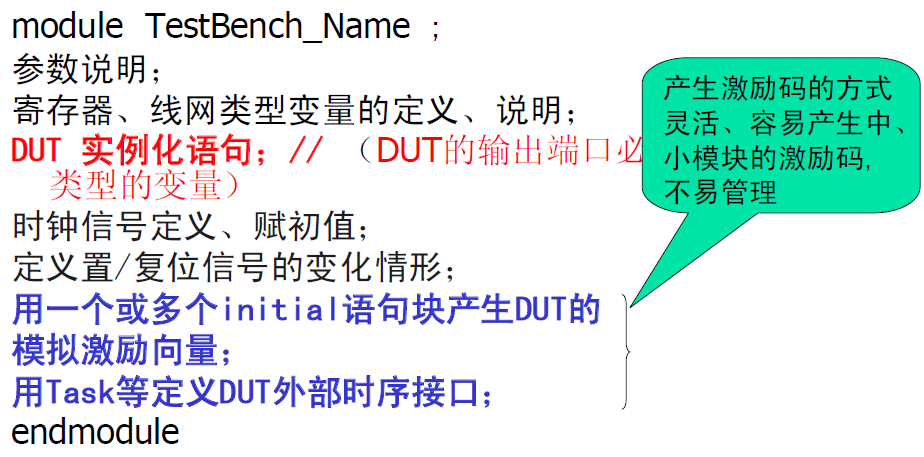 module TestBench_Name ;
参数说明;
寄存器、线网类型变量的定义、说明;
DUT 实例化语句;// （DUT的输出端口必
类型的变量）
时钟信号定义、赋初值;
定义置/复位信号的变化情形;
用一个或多个initial语句块产生DUT的
模拟激励向量;
用Task等定义DUT外部时序接口;
endmodule
产生激励码的方式
灵活、容易产生中、
小模块的激励码,
不易管理